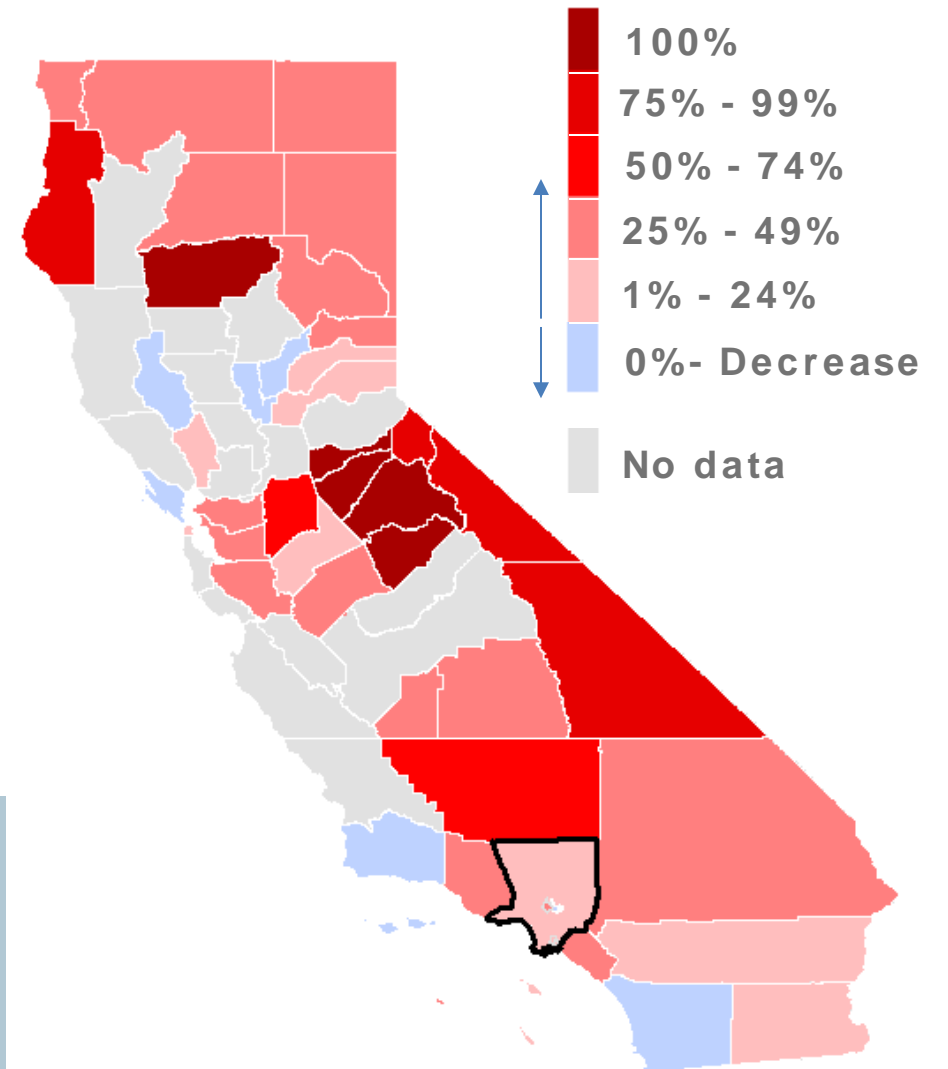 100%
75% - 99%
50% - 74%
25% - 49%
1% - 24%
0%- Decrease
No data